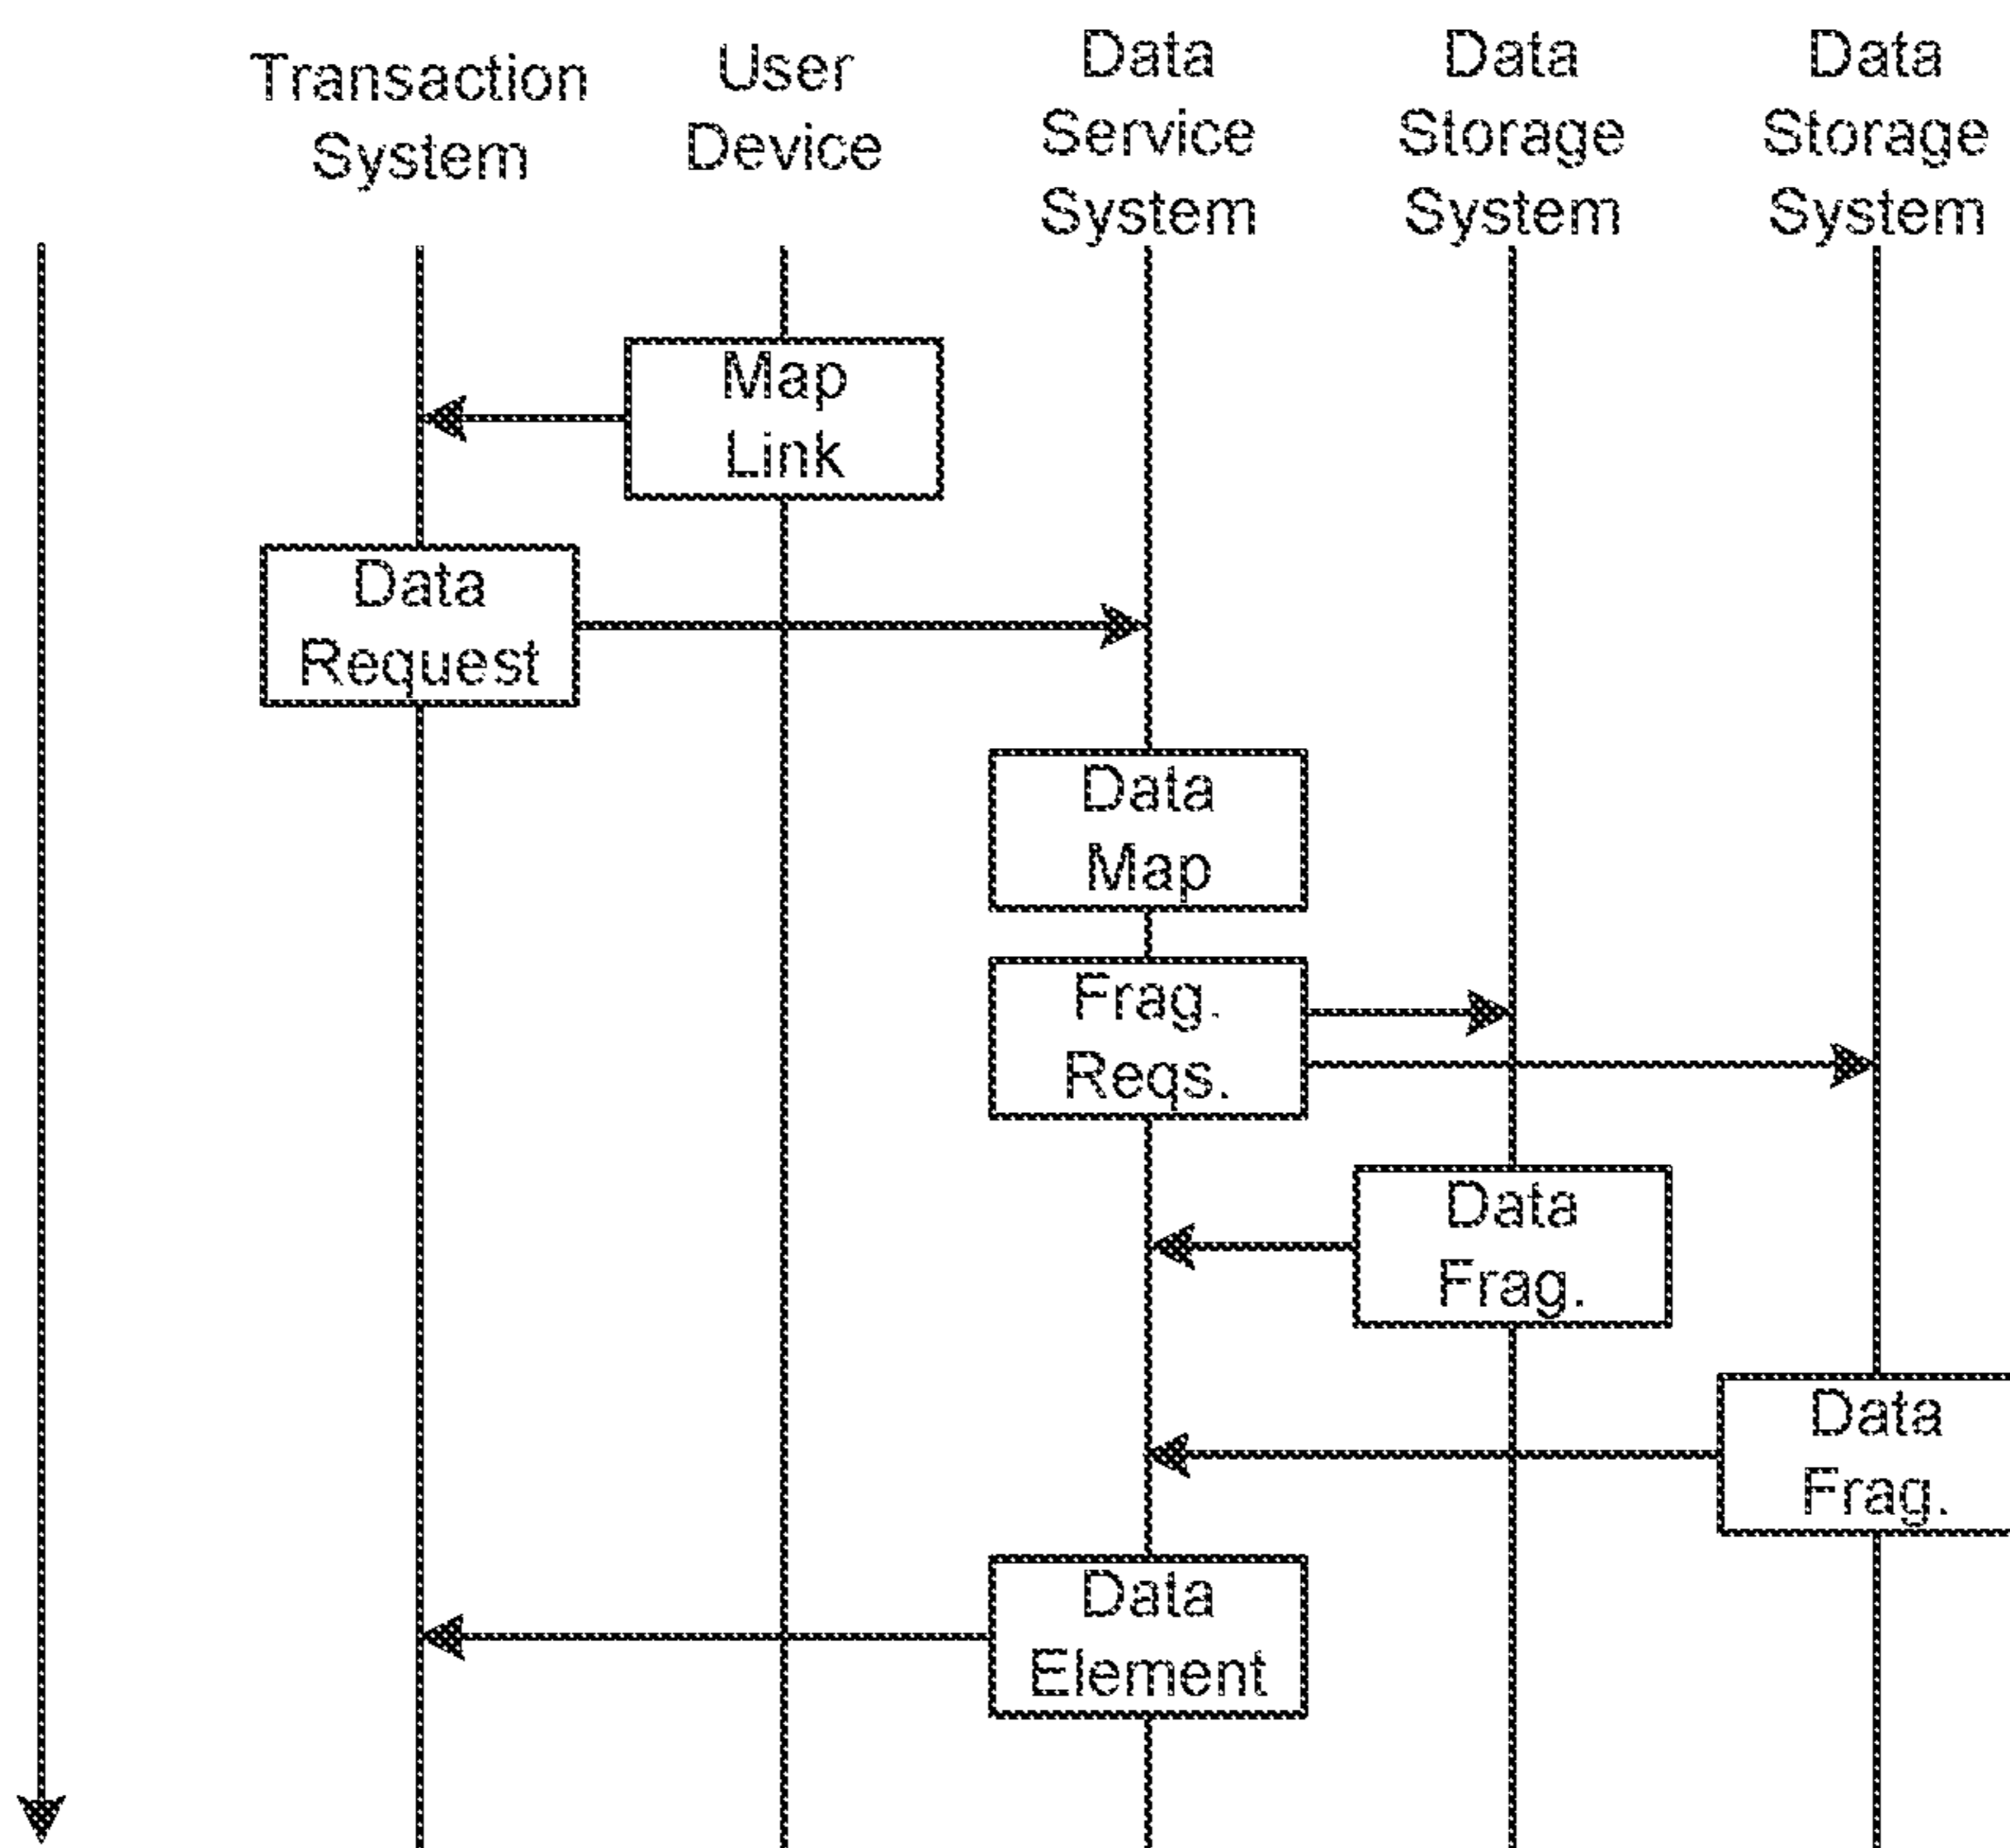 Transaction
System
User
Device
Data
Service
System
Data
Storage
System
Data
Storage
System
Map
Link
Data
Request
Data
Map
Frag.
Reqs.
Data
Frag.
Data
Frag.
Data
Element